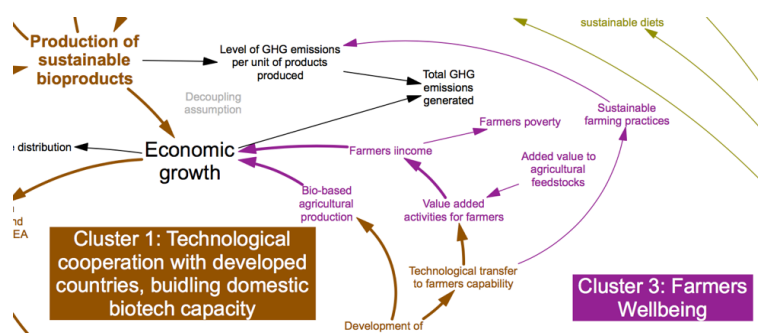 Production of
sustainable
bioproducts
Level of GHG emissions
per unit of products
produced
sustainable diets
Decoupling
assumption
Total GHG
emissions
generated
Sustainable
farming practices
Farmers poverty
e distribution
Economic
growth
Farmers iincome
Added value to
agricultural
feedstocks
Bio-based
agricultural
production
Value added
activities for farmers
nd
EA
Cluster 1: Technological
cooperation with developed
countries, buidling domestic
biotech capacity
Technological transfer
to farmers capability
Cluster 3: Farmers
Wellbeing
Development of